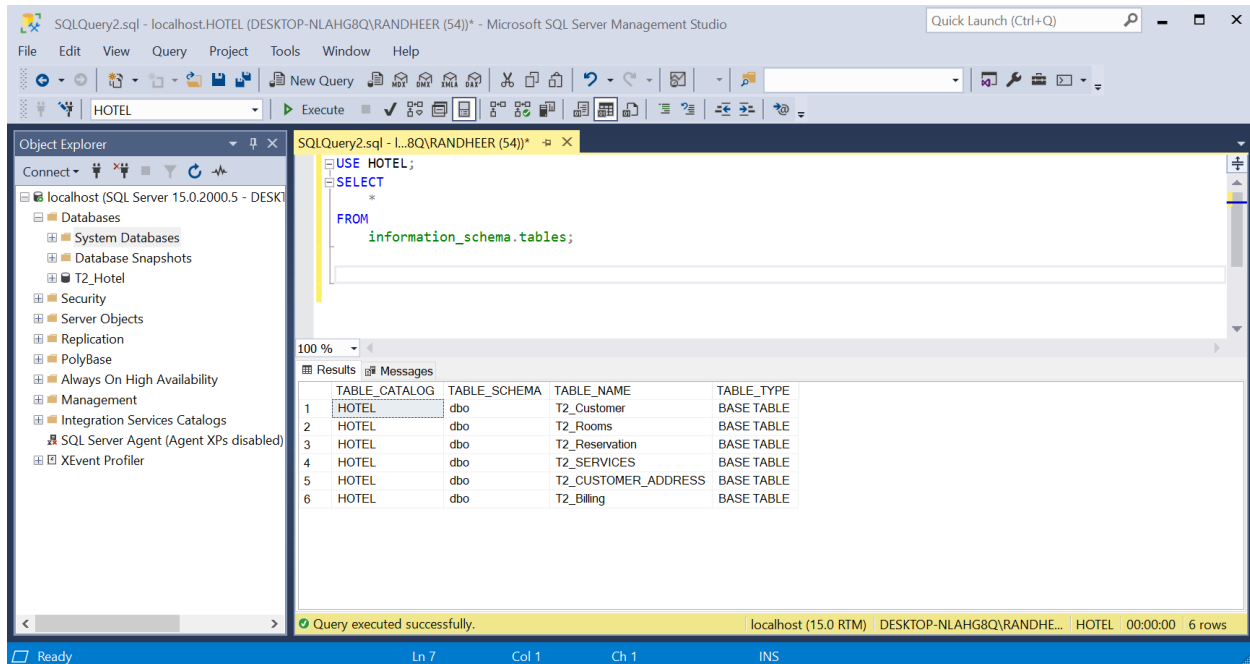 SQLQuery2.sql - localhost.HOTEL (DESKTOP-NLAHG8Q\RANDHEER (54))* - Microsoft SQL Server Management Studio
Quick Launch (Ctrl+Q)
File Edit View Query Project Tools Window Help
New Query MDX DMX XMLA DAX
HOTEL Execute
Object Explorer
Connect
localhost (SQL Server 15.0.2000.5 - DESKT
Databases
System Databases
Database Snapshots
T2_Hotel
Security
Server Objects
Replication
PolyBase
Always On High Availability
Management
Integration Services Catalogs
SQL Server Agent (Agent XPs disabled)
XEvent Profiler
SQLQuery2.sql - l...8Q\RANDHEER (54))*
USE HOTEL;
SELECT
*
FROM
information_schema.tables;
100 %
Results Messages
TABLE_CATALOG TABLE_SCHEMA TABLE_NAME TABLE_TYPE
1 HOTEL dbo T2_Customer BASE TABLE
2 HOTEL dbo T2_Rooms BASE TABLE
3 HOTEL dbo T2_Reservation BASE TABLE
4 HOTEL dbo T2_SERVICES BASE TABLE
5 HOTEL dbo T2_CUSTOMER_ADDRESS BASE TABLE
6 HOTEL dbo T2_Billing BASE TABLE
Query executed successfully. localhost (15.0 RTM) DESKTOP-NLAHG8Q\RANDHE... HOTEL 00:00:00 6 rows
Ready Ln 7 Col 1 Ch 1 INS